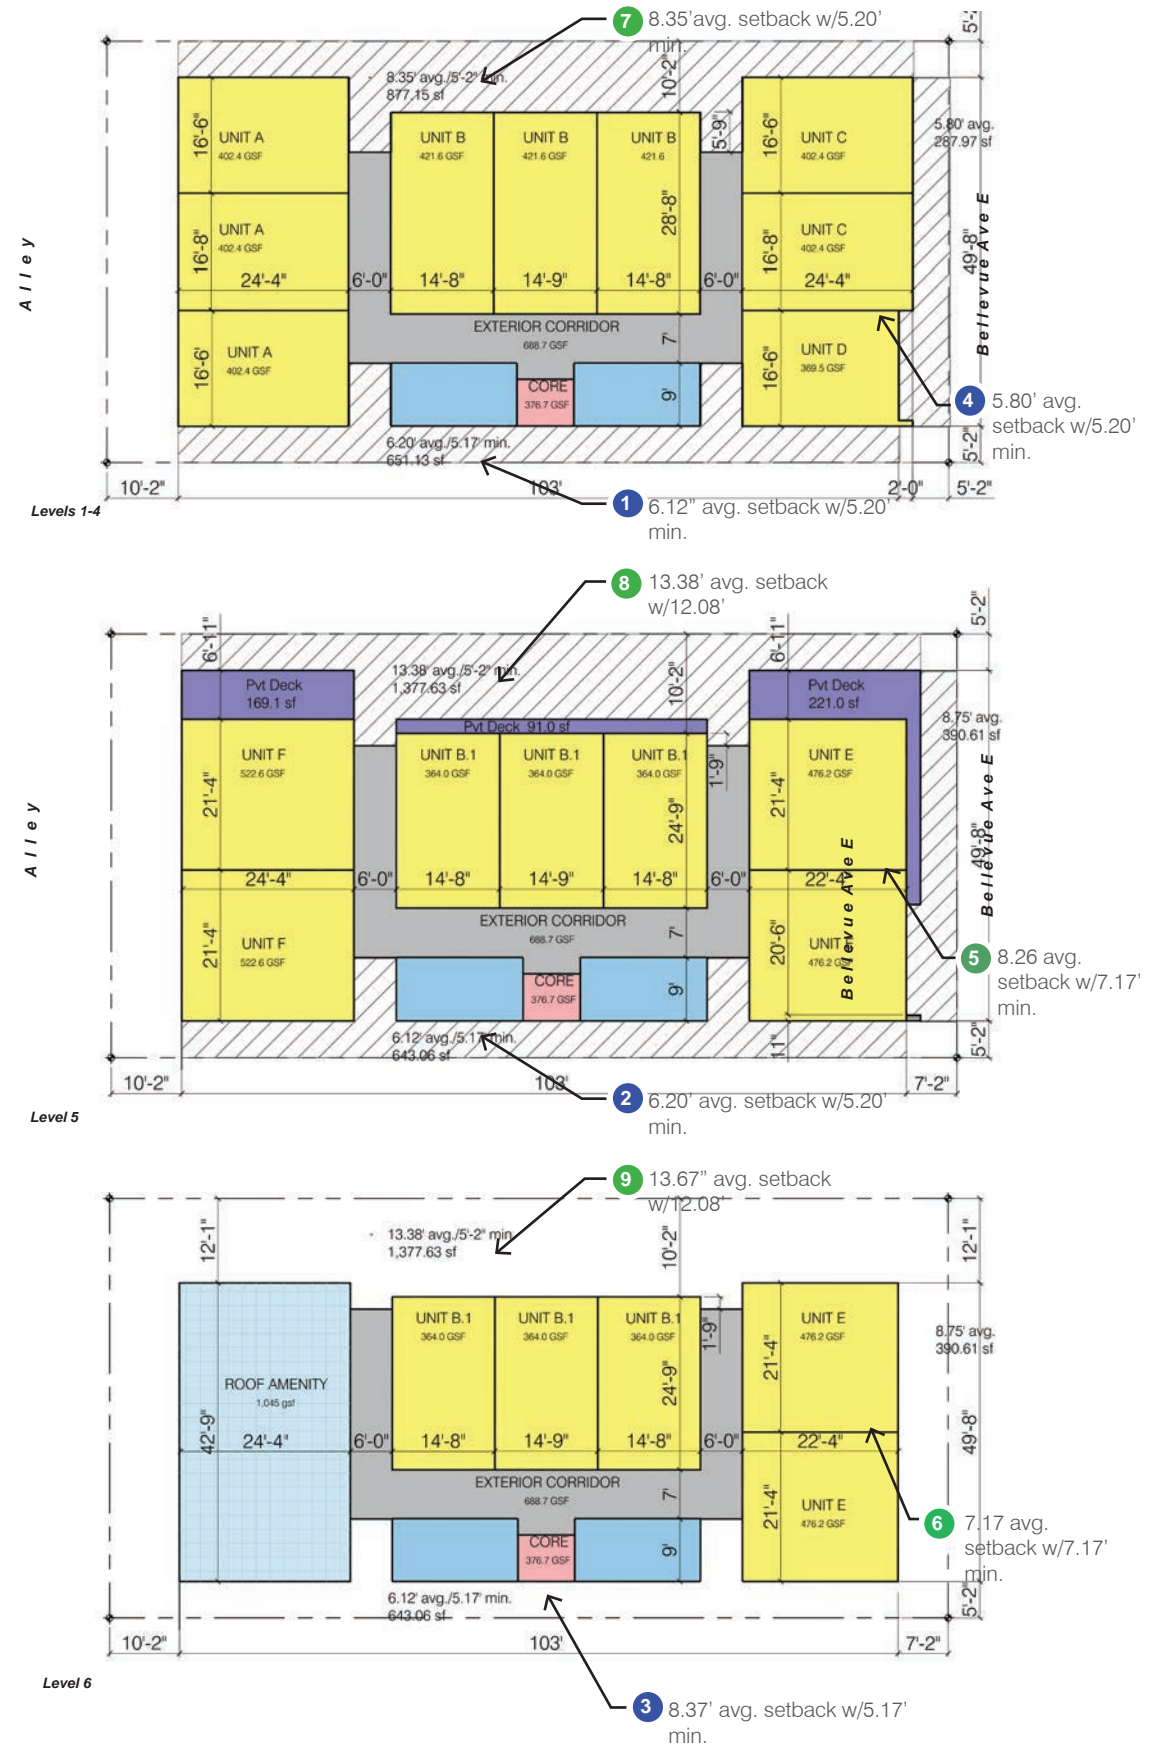 7 8.35'avg. setback w/5.20'
min.
5'-2"
8.35' avg./5'-2" min.
877.15 sf
10'-2"
5'-9"
5.80' avg.
287.97 sf
16'-6"
UNIT A
402.4 GSF
UNIT B
421.6 GSF
UNIT B
421.6 GSF
UNIT B
421.6
16'-6"
UNIT C
402.4 GSF
28'-8"
16'-8"
UNIT A
402.4 GSF
16'-8"
UNIT C
402.4 GSF
49'-8"
Bellevue Ave E
Alley
24'-4"
6'-0"
14'-8"
14'-9"
14'-8"
6'-0"
24'-4"
EXTERIOR CORRIDOR
688.7 GSF
7'
16'-6"
UNIT A
402.4 GSF
16'-6"
UNIT D
369.5 GSF
CORE
376.7 GSF
9'
4 5.80' avg.
setback w/5.20'
min.
6.20' avg./5.17' min.
651.13 sf
5'-2"
10'-2"
103'
2'-0"
5'-2"
Levels 1-4
1 6.12" avg. setback w/5.20'
min.
8 13.38' avg. setback
w/12.08'
5'-2"
6'-11"
6'-11"
13.38' avg./5'-2" min.
1,377.63 sf
10'-2"
Pvt Deck
169.1 sf
Pvt Deck
221.0 sf
Pvt Deck 91.0 sf
8.75' avg.
390.61 sf
UNIT F
522.6 GSF
UNIT B.1
364.0 GSF
UNIT B.1
364.0 GSF
UNIT B.1
364.0 GSF
1'-9"
UNIT E
476.2 GSF
21'-4"
24'-9"
21'-4"
49'-8"
Bellevue Ave E
Bellevue Ave E
Alley
24'-4"
6'-0"
14'-8"
14'-9"
14'-8"
6'-0"
22'-4"
EXTERIOR CORRIDOR
688.7 GSF
7'
21'-4"
UNIT F
522.6 GSF
20'-6"
UNIT
476.2 GSF
CORE
376.7 GSF
9'
5 8.26 avg.
setback w/7.17'
min.
6.12' avg./5.17' min.
643.06 sf
11"
5'-2"
10'-2"
103'
7'-2"
Level 5
2 6.20' avg. setback w/5.20'
min.
9 13.67" avg. setback
w/12.08'
12'-1"
13.38' avg./5'-2" min.
1,377.63 sf
10'-2"
12'-1"
UNIT B.1
364.0 GSF
UNIT B.1
364.0 GSF
UNIT B.1
364.0 GSF
1'-9"
UNIT E
476.2 GSF
8.75' avg.
390.61 sf
ROOF AMENITY
1,045 gsf
24'-9"
21'-4"
42'-9"
24'-4"
6'-0"
14'-8"
14'-9"
14'-8"
6'-0"
22'-4"
49'-8"
EXTERIOR CORRIDOR
688.7 GSF
7'
21'-4"
UNIT E
476.2 GSF
CORE
376.7 GSF
9'
6 7.17 avg.
setback w/7.17'
min.
6.12' avg./5.17' min.
643.06 sf
5'-2"
10'-2"
103'
7'-2"
Level 6
3 8.37' avg. setback w/5.17'
min.